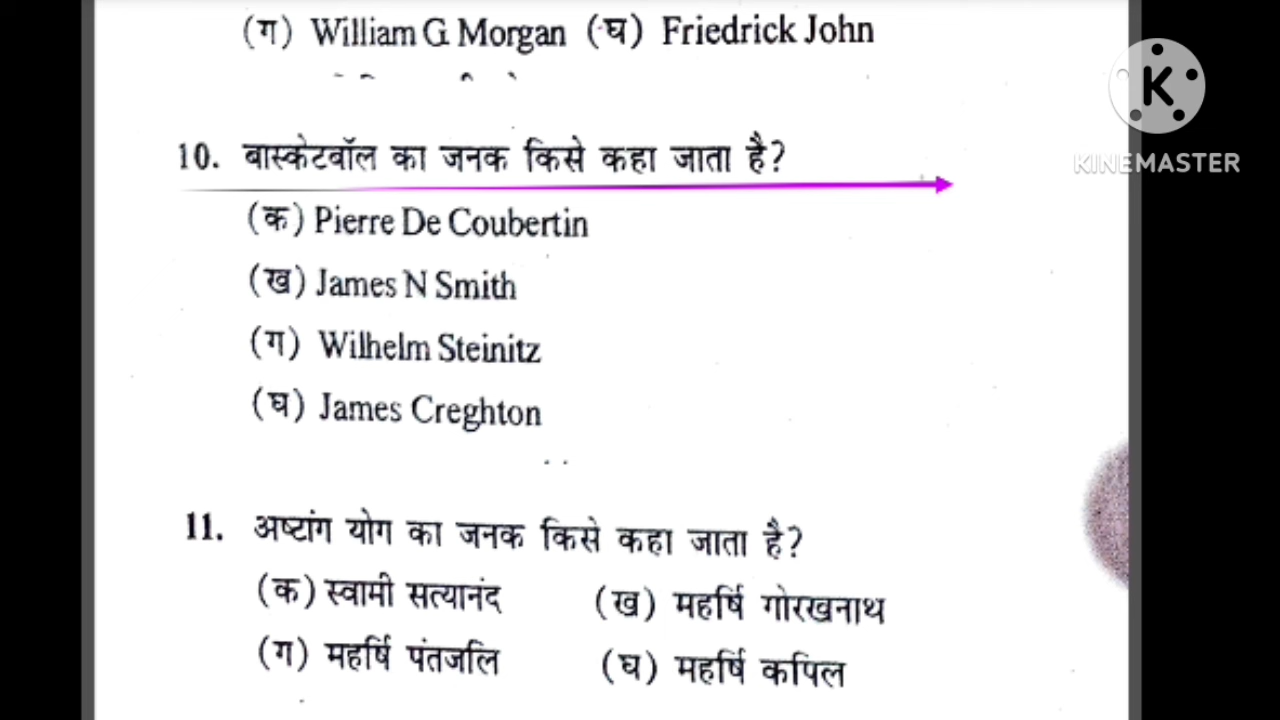 (ग) William G Morgan (घ) Friedrick John
K
10. बास्केटबॉल का जनक किसे कहा जाता है?
KINEMASTER
(क) Pierre De Coubertin
(ख) James N Smith
(ग) Wilhelm Steinitz
(घ) James Creghton
11. अष्टांग योग का जनक किसे कहा जाता है?
(क) स्वामी सत्यानंद (ख) महर्षि गोरखनाथ
(ग) महर्षि पंतजलि (घ) महर्षि कपिल